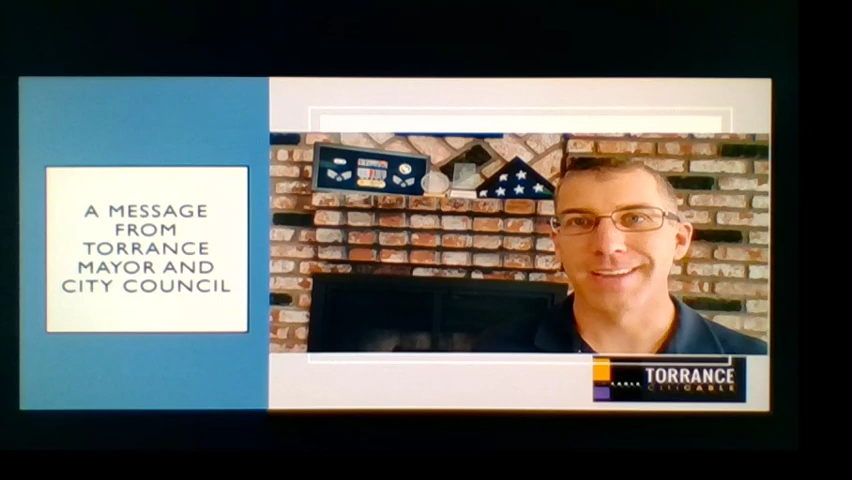 A MESSAGE
FROM
TORRANCE
MAYOR AND
CITY COUNCIL
TORRANCE
CITICABLE